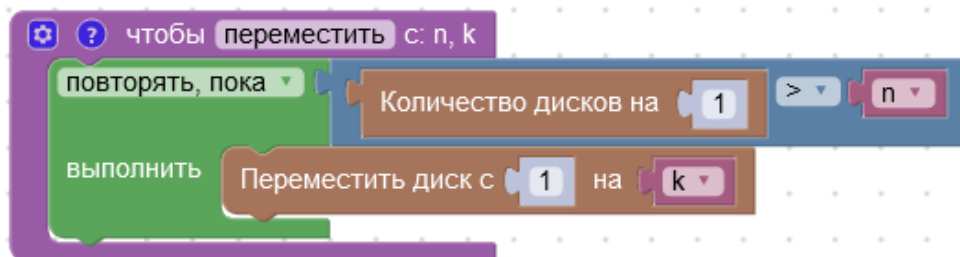 ? чтобы переместить с: n, k
повторять, пока ▾ Количество дисков на 1 > ▾ n ▾
выполнить Переместить диск с 1 на k ▾